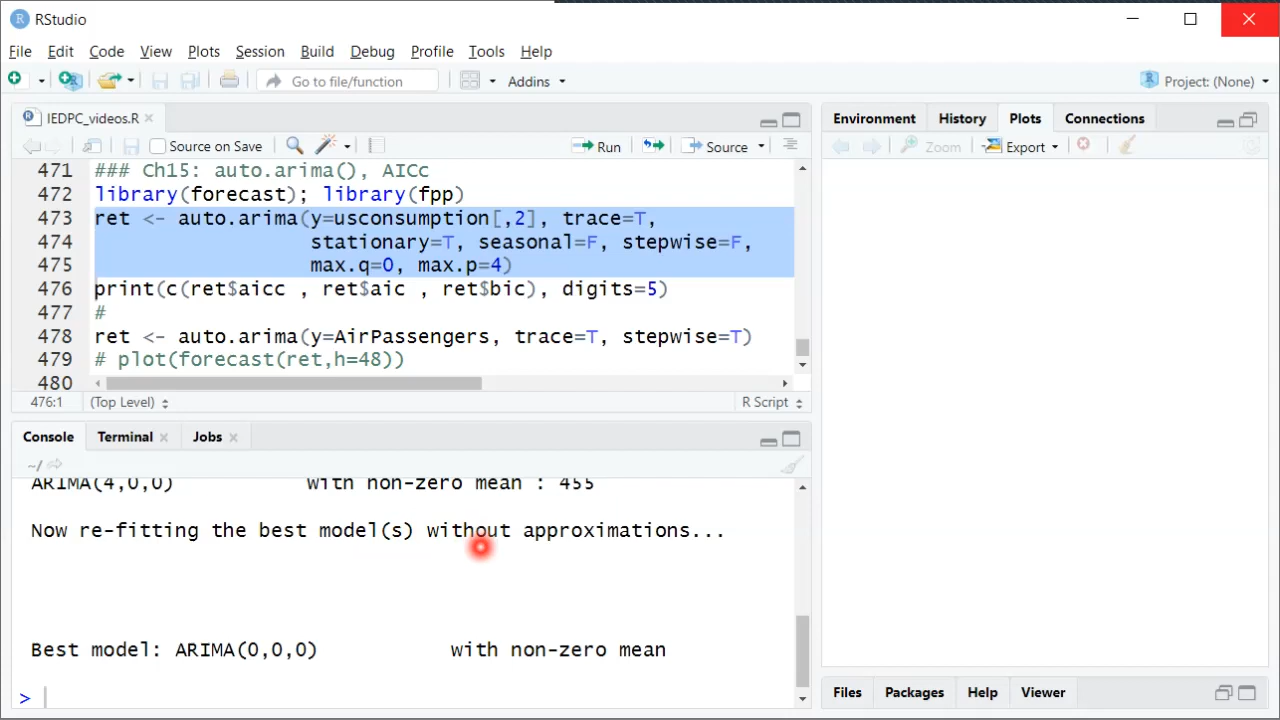 RStudio
File Edit Code View Plots Session Build Debug Profile Tools Help
Go to file/function Addins Project: (None)
IEDPC_videos.R
Source on Save Run Source
471 ### Ch15: auto.arima(), AICc
472 library(forecast); library(fpp)
473 ret <- auto.arima(y=usconsumption[,2], trace=T,
474 stationary=T, seasonal=F, stepwise=F,
475 max.q=0, max.p=4)
476 print(c(ret$aicc , ret$aic , ret$bic), digits=5)
477 #
478 ret <- auto.arima(y=AirPassengers, trace=T, stepwise=T)
479 # plot(forecast(ret,h=48))
480
476:1 (Top Level) R Script
Console Terminal Jobs
~/
ARIMA(4,0,0) with non-zero mean : 455
Now re-fitting the best model(s) without approximations...
Best model: ARIMA(0,0,0) with non-zero mean
>
Environment History Plots Connections
Zoom Export
Files Packages Help Viewer